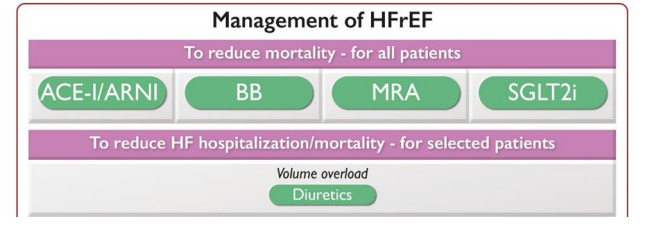 Management of HFrEF
To reduce mortality - for all patients
ACE-I/ARNI BB MRA SGLT2i
To reduce HF hospitalization/mortality - for selected patients
Volume overload
Diuretics